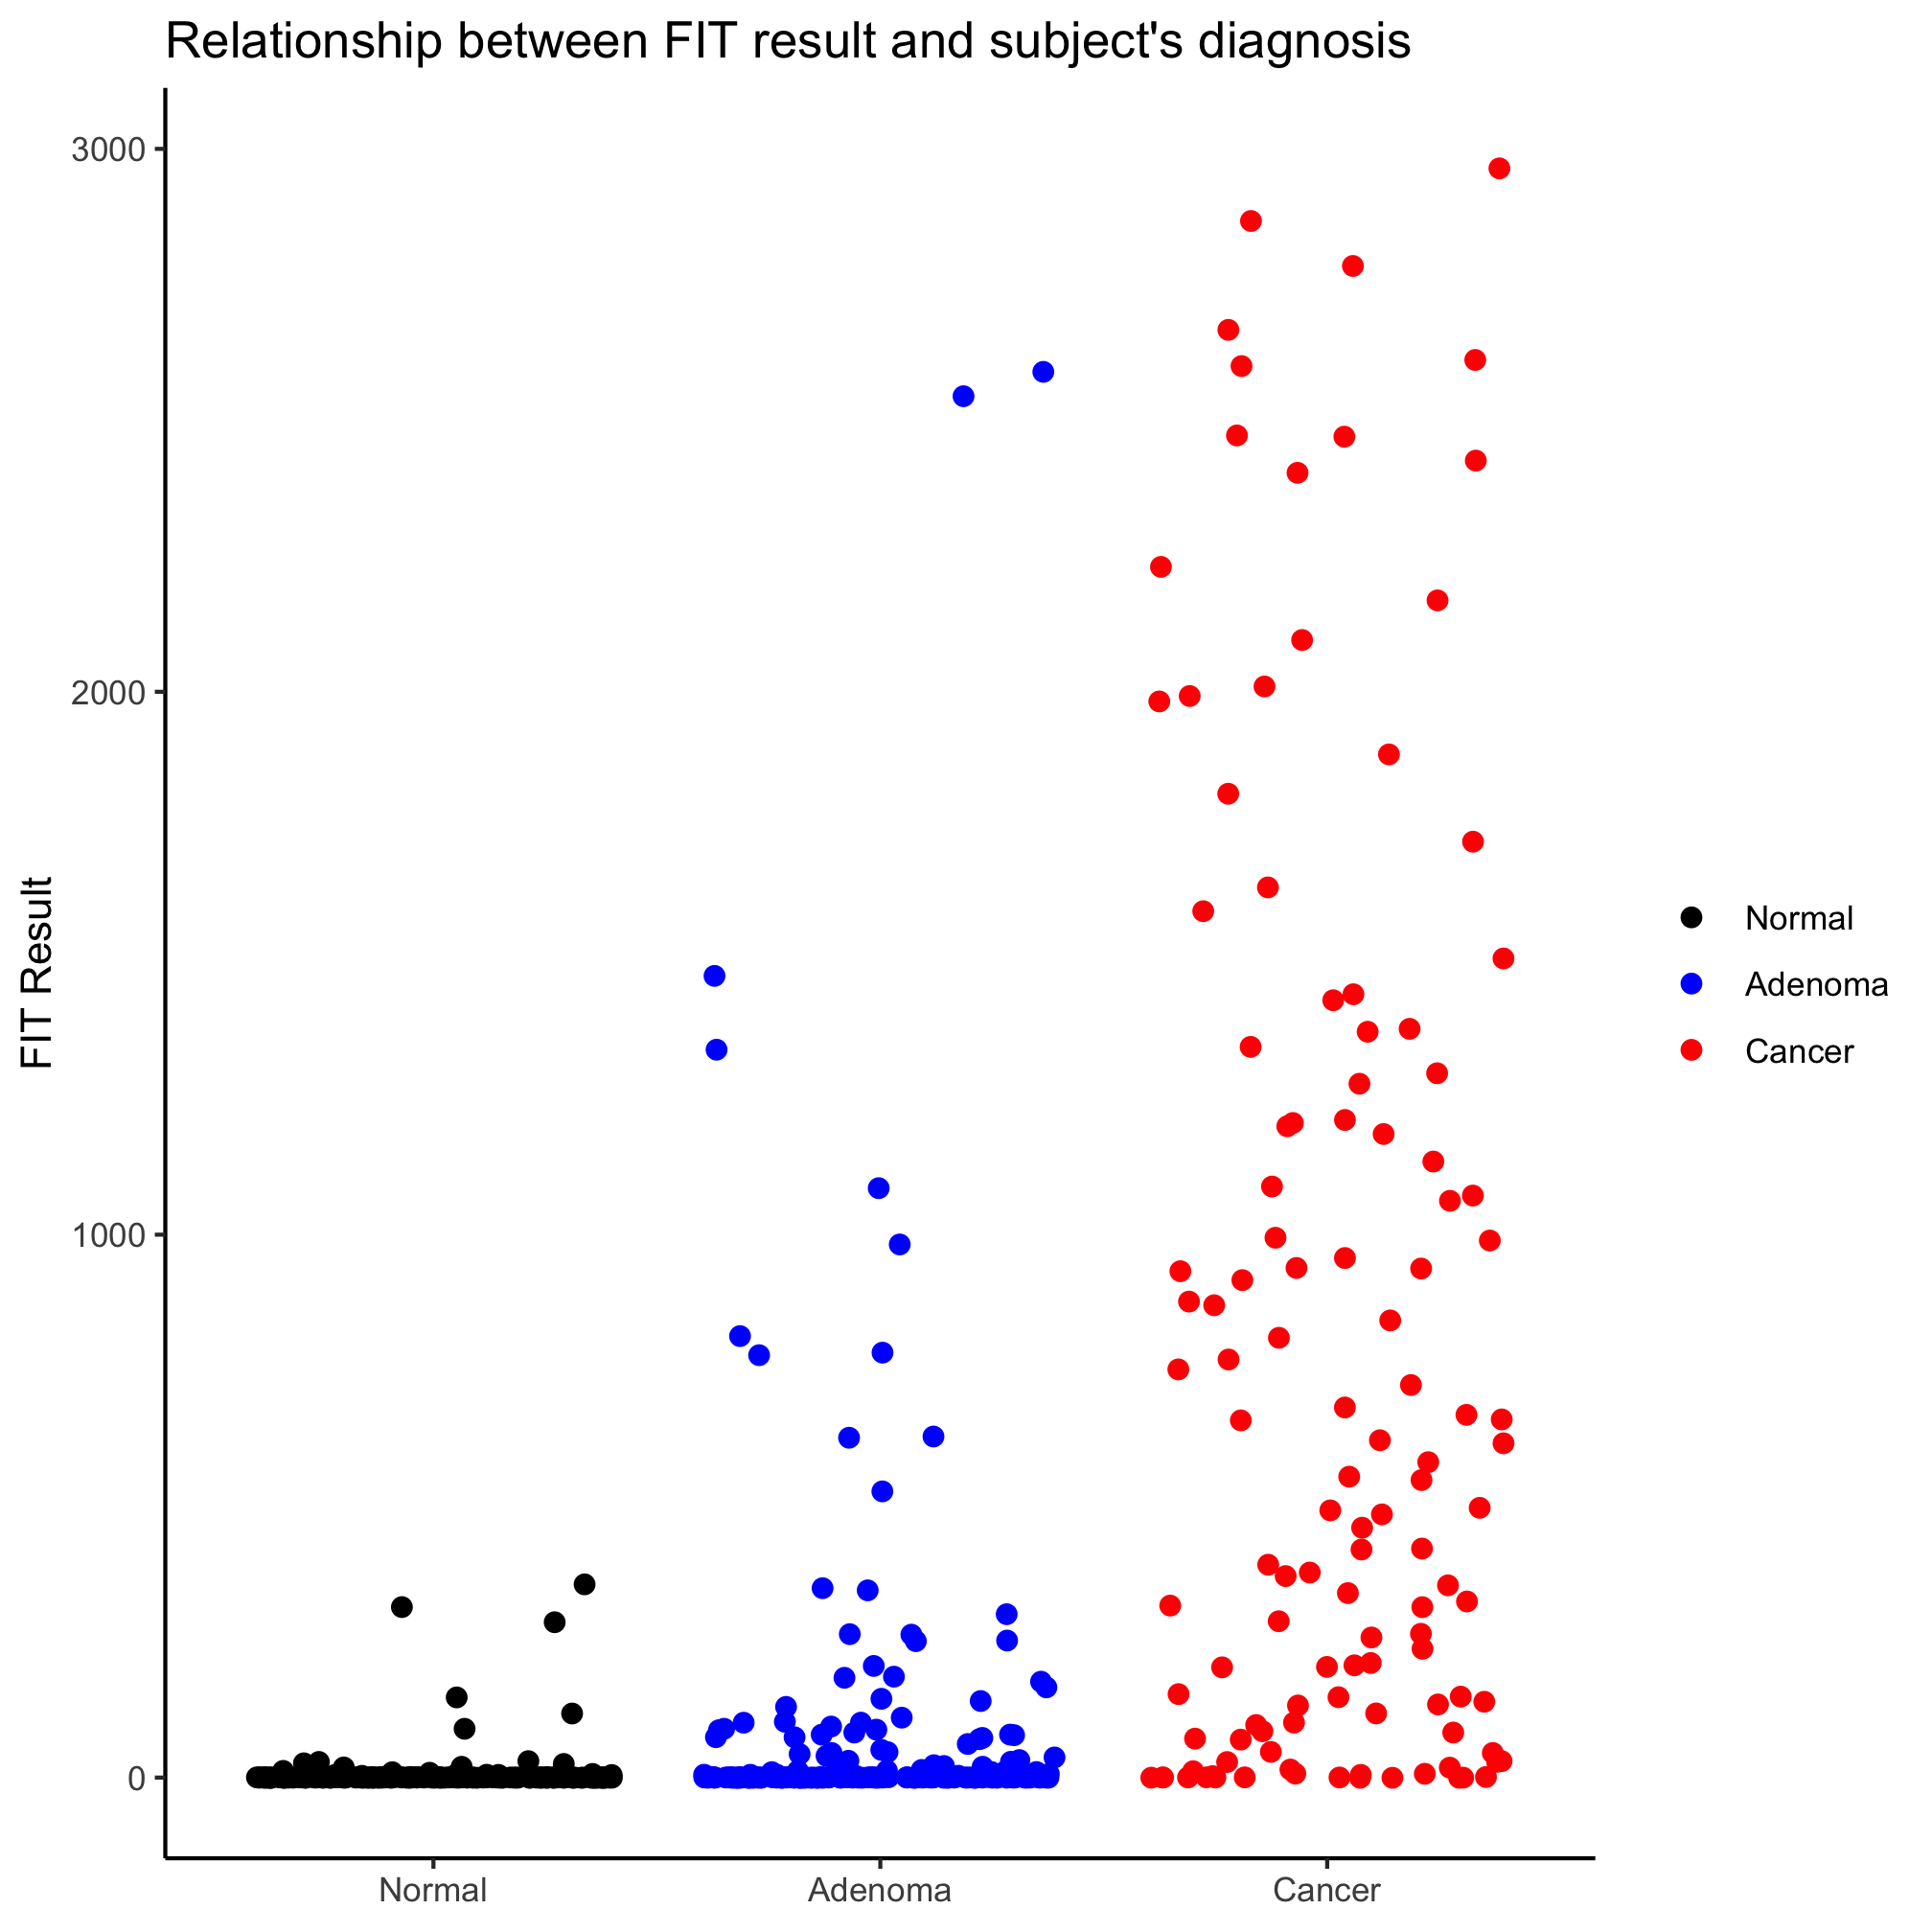 Relationship between FIT result and subject's diagnosis
3000
2000
1000
0
FIT Result
Normal
Adenoma
Cancer
Normal
Adenoma
Cancer